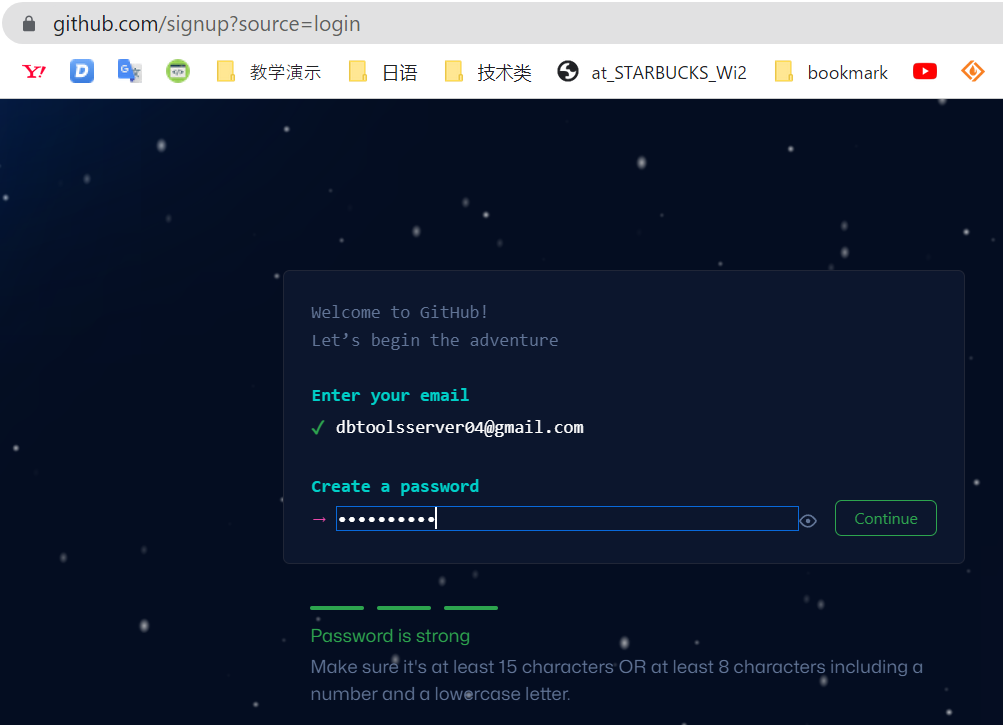 github.com/signup?source=login
Y! D G 教学演示 日语 技术类 at_STARBUCKS_Wi2 bookmark
Welcome to GitHub!
Let’s begin the adventure
Enter your email
✓ dbtoolsserver04@gmail.com
Create a password
→ •••••••••• Continue
Password is strong
Make sure it's at least 15 characters OR at least 8 characters including a
number and a lowercase letter.